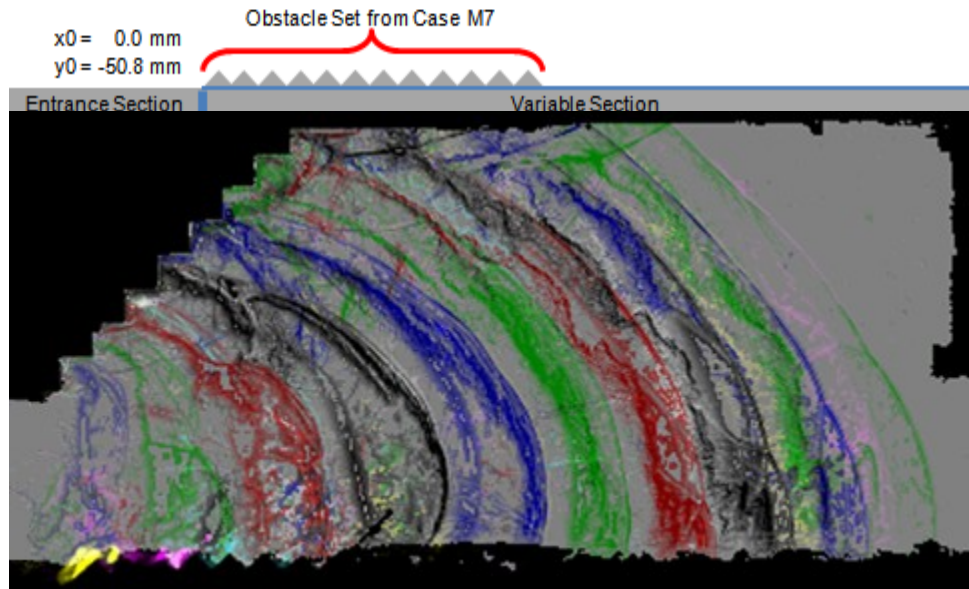 Obstacle Set from Case M7
x0 = 0.0 mm
y0 = -50.8 mm
Entrance Section
Variable Section